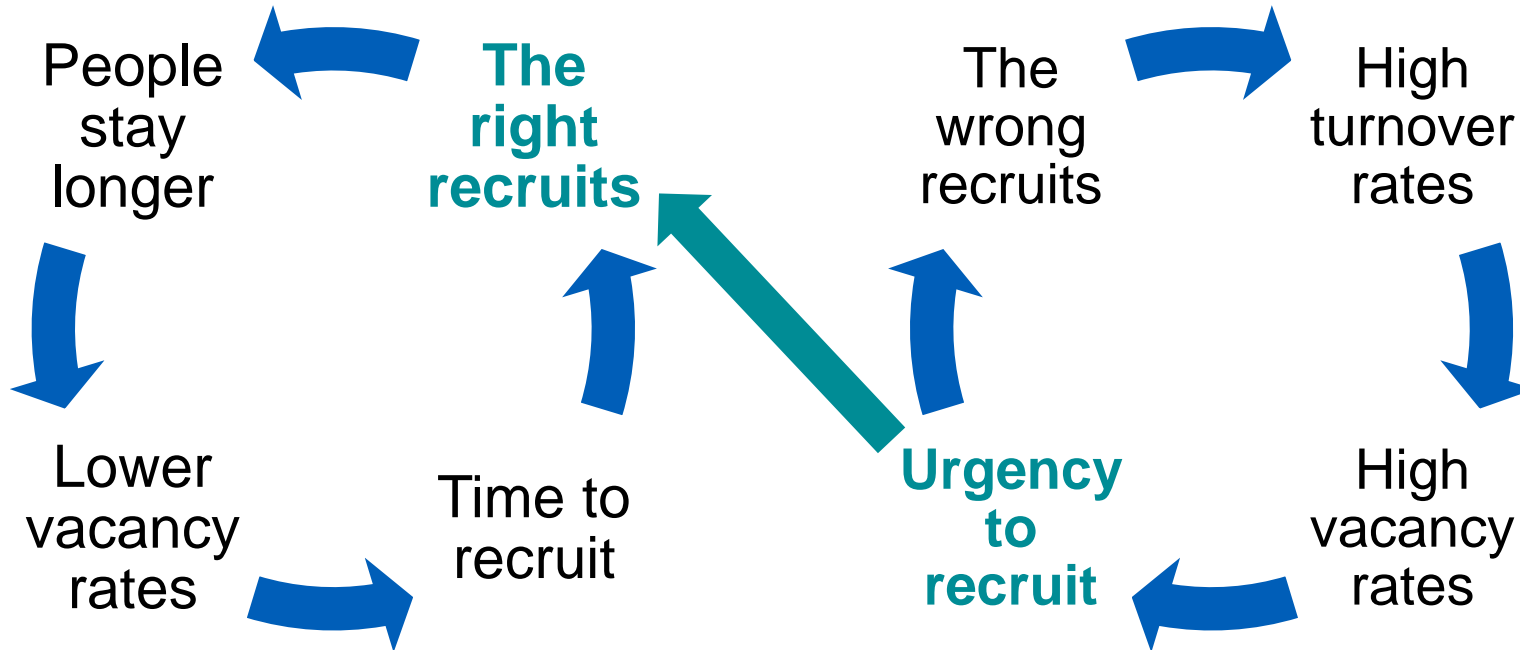 People
stay
longer
The
right
recruits
The
wrong
recruits
High
turnover
rates
Lower
vacancy
rates
Time to
recruit
Urgency
to
recruit
High
vacancy
rates